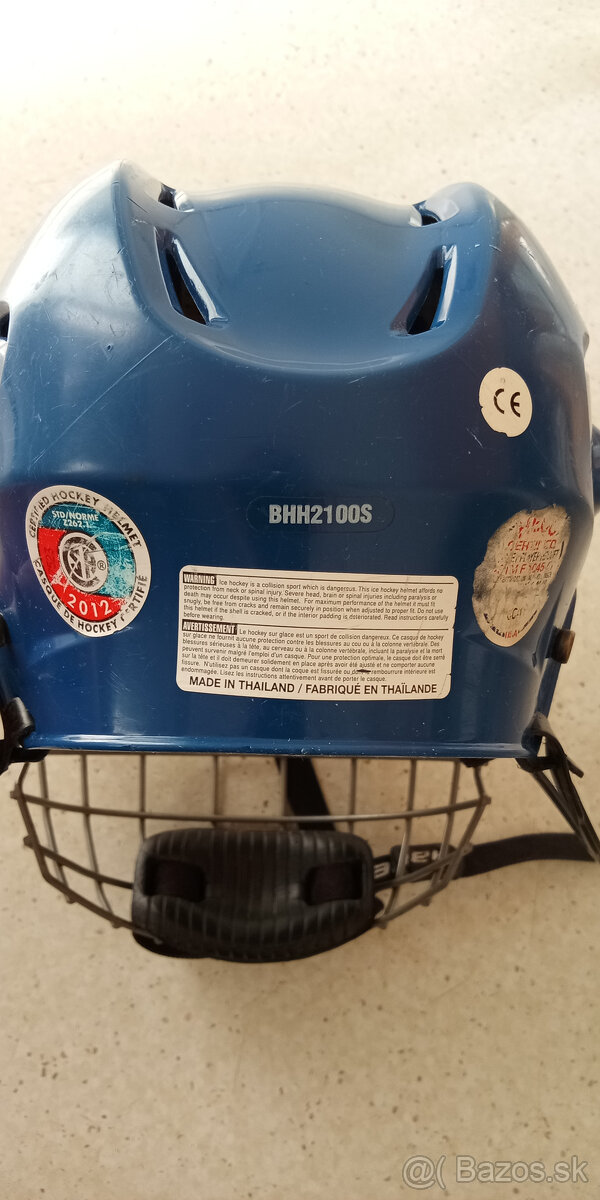 CE
CERTIFIED HOCKEY HELMET
STD/NORME
Z262.1
®
2012
CASQUE DE HOCKEY CERTIFIÉ
BHH2100S
WARNING Ice hockey is a collision sport which is dangerous. This ice hockey helmet affords no
protection from neck or spinal injury. Severe head, brain or spinal injuries including paralysis or
death may occur despite using this helmet. For maximum performance of the helmet it must fit
snugly, be free from cracks and remain securely in position when adjusted to proper fit. Do not use
this helmet if the shell is cracked, or if the interior padding is deteriorated. Read instructions carefully
before wearing.
AVERTISSEMENT Le hockey sur glace est un sport de collision dangereux. Ce casque de hockey
sur glace ne fournit aucune protection contre les blessures au cou ou à la colonne vertébrale. Des
blessures sérieuses à la tête, au cerveau ou à la colonne vertébrale, incluant la paralysie et la mort
peuvent survenir malgré l'emploi d'un casque. Pour une protection optimale, le casque doit être serré
sur la tête et il doit demeurer solidement en place après avoir été ajusté et ne comporter aucune
fissure. N'utilisez pas un casque dont la coque est fissurée ou dont le rembourrage intérieure est
endommagée. Lisez les instructions attentivement avant de porter le casque.
MADE IN THAILAND / FABRIQUÉ EN THAÏLANDE
@( Bazos.sk